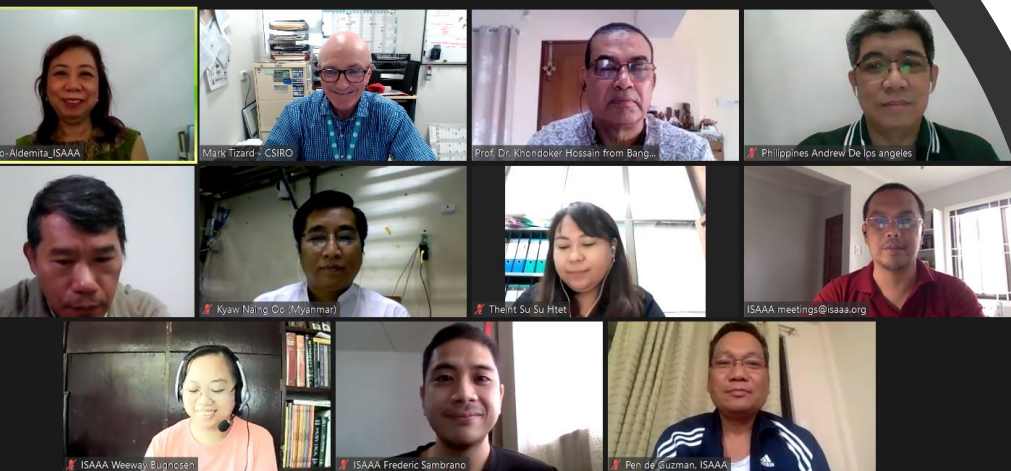 o-Aldemita_ISAAA
Mark Tizard - CSIRO
Prof. Dr. Khondoker Hossain from Bang...
Philippines Andrew De los angeles
Kyaw Naing Oo (Myanmar)
TheInt Su Su Htet
ISAAA meetings@isaaa.org
ISAAA Weeway Bugnosen
ISAAA Frederic Sambrano
Pen de Guzman, ISAAA